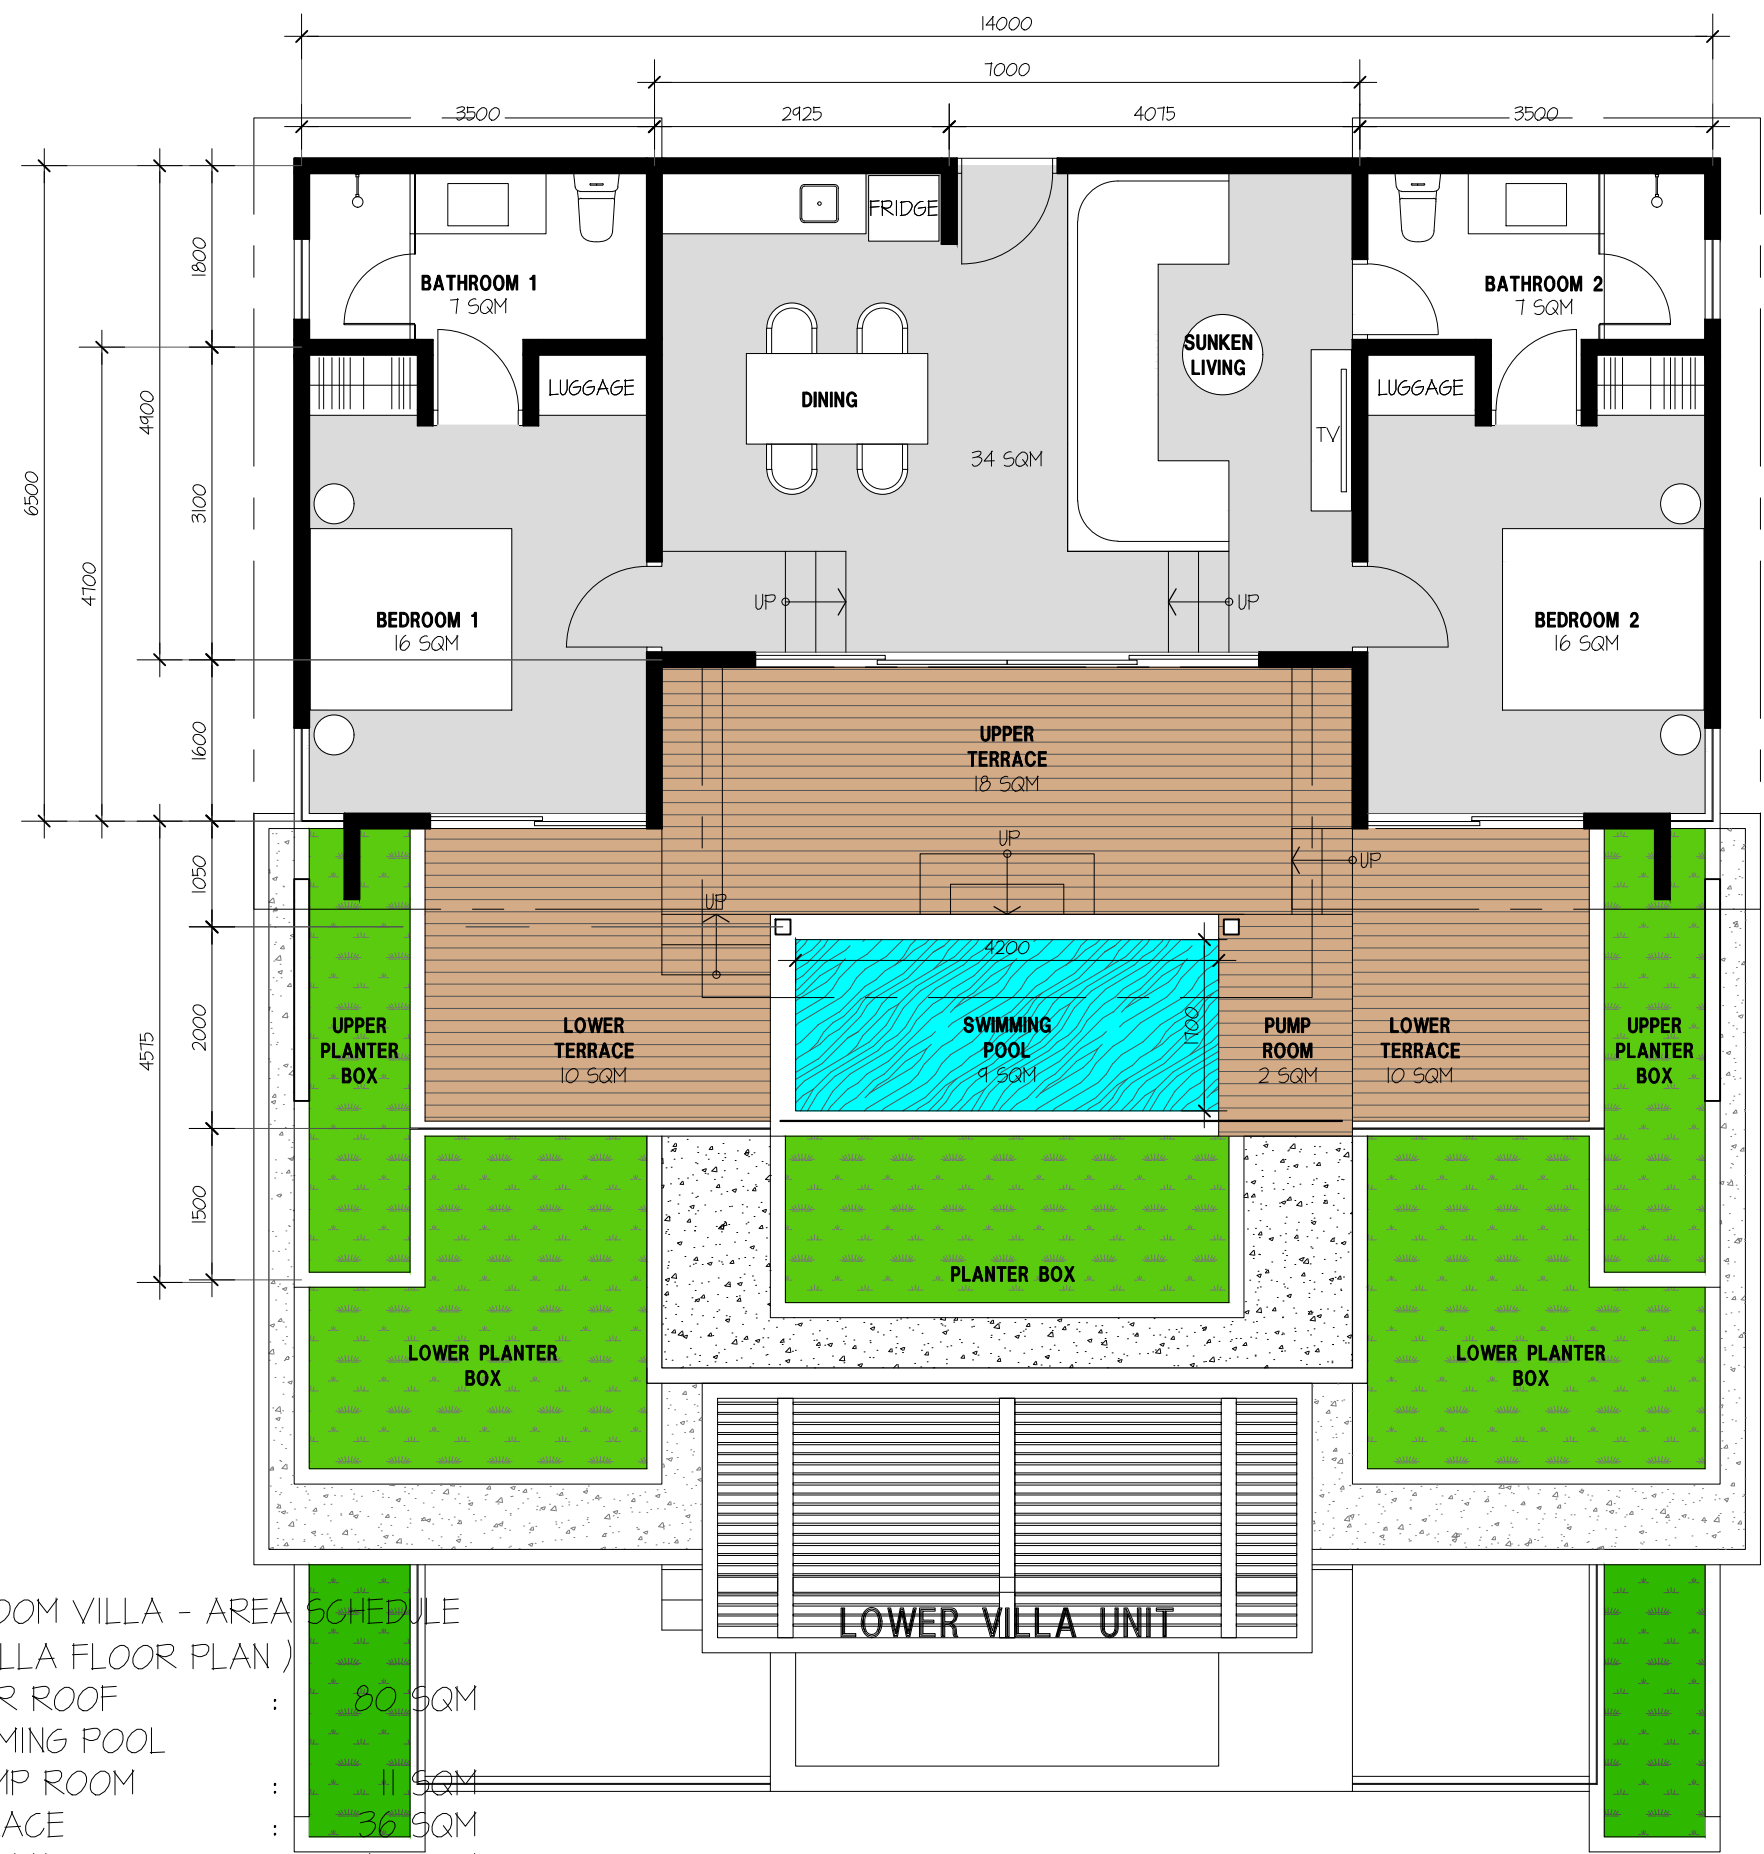 14000
7000
3500
2925
4075
3500
FRIDGE
1800
BATHROOM 1
7 SQM
BATHROOM 2
7 SQM
SUNKEN
LIVING
LUGGAGE
DINING
LUGGAGE
4900
TV
34 SQM
6500
3100
4700
UP
UP
BEDROOM 1
16 SQM
BEDROOM 2
16 SQM
1600
UPPER
TERRACE
18 SQM
UP
UP
1050
UP
4200
4575
2000
1700
UPPER
PLANTER
BOX
LOWER
TERRACE
10 SQM
SWIMMING
POOL
9 SQM
PUMP
ROOM
2 SQM
LOWER
TERRACE
10 SQM
UPPER
PLANTER
BOX
1500
PLANTER BOX
LOWER PLANTER
BOX
LOWER PLANTER
BOX
LOWER VILLA UNIT
OOM VILLA - AREA SCHEDULE
LLA FLOOR PLAN )
R ROOF : 80 SQM
MING POOL
MP ROOM : 11 SQM
ACE : 36 SQM